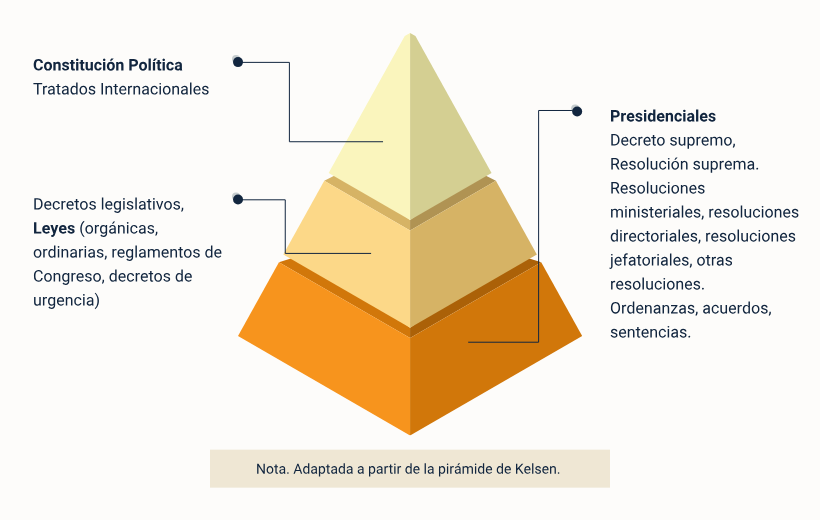 Constitución Política
Tratados Internacionales
Decretos legislativos,
Leyes (orgánicas,
ordinarias, reglamentos de
Congreso, decretos de
urgencia)
Presidenciales
Decreto supremo,
Resolución suprema.
Resoluciones
ministeriales, resoluciones
directoriales, resoluciones
jefatoriales, otras
resoluciones.
Ordenanzas, acuerdos,
sentencias.
Nota. Adaptada a partir de la pirámide de Kelsen.